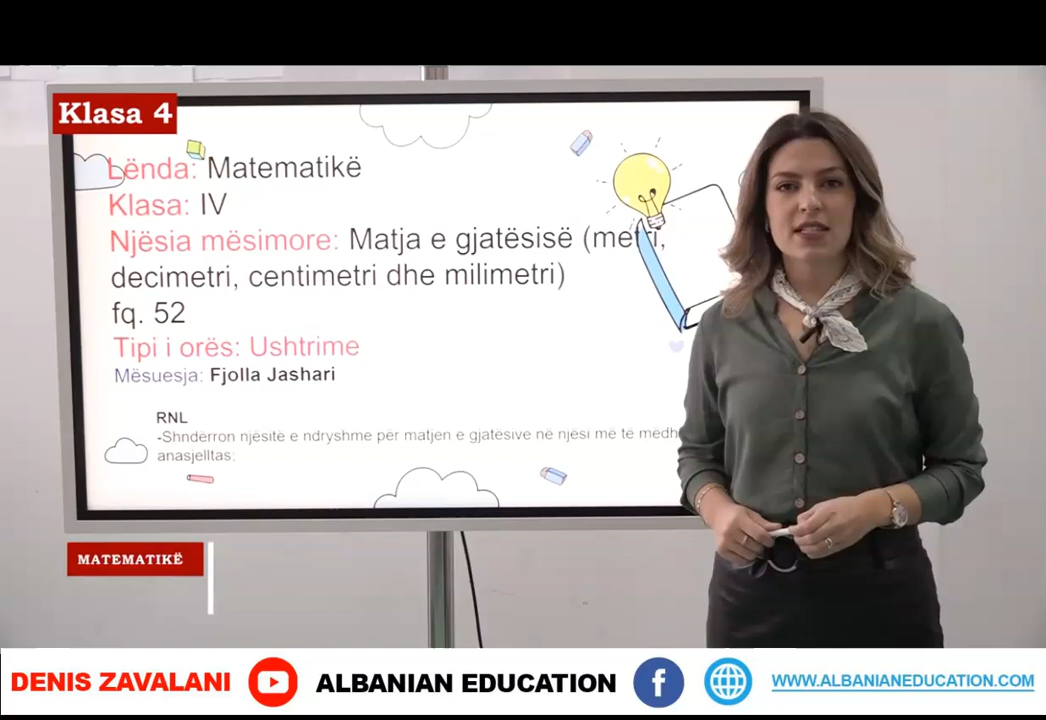 Klasa 4
Lënda: Matematikë
Klasa: IV
Njësia mësimore: Matja e gjatësisë (metri,
decimetri, centimetri dhe milimetri)
fq. 52
Tipi i orës: Ushtrime
Mësuesja: Fjolla Jashari
RNL
-Shndërron njësitë e ndryshme për matjen e gjatësive në njësi më të medh
anasjelltas;
MATEMATIKË
DENIS ZAVALANI
ALBANIAN EDUCATION
WWW.ALBANIANEDUCATION.COM